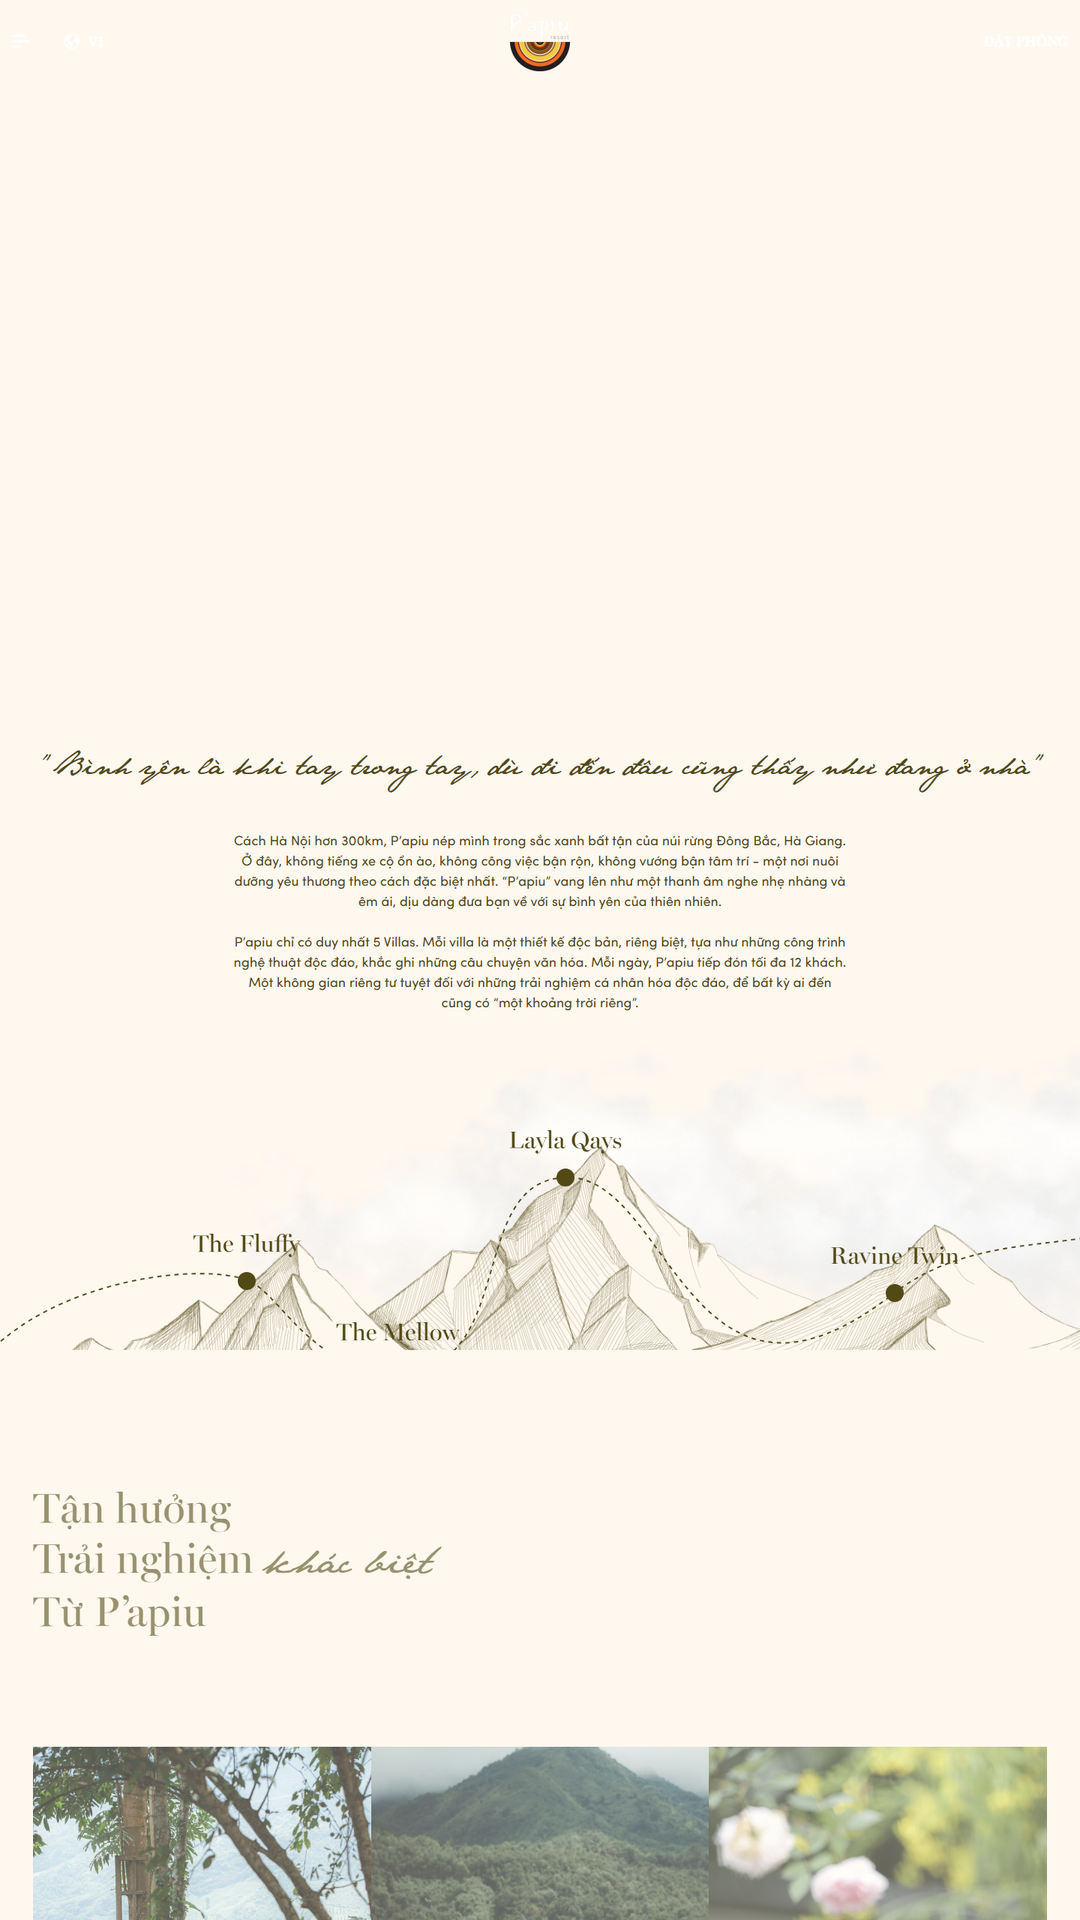 P'apiu
resort
VI
ĐẶT PHÒNG
"Bình yên là khi tay trong tay, dù đi đến đâu cũng thấy như đang ở nhà"
Cách Hà Nội hơn 300km, P’apiu nép mình trong sắc xanh bất tận của núi rừng Đông Bắc, Hà Giang.
Ở đây, không tiếng xe cộ ồn ào, không công việc bận rộn, không vướng bận tâm trí - một nơi nuôi
dưỡng yêu thương theo cách đặc biệt nhất. “P’apiu” vang lên như một thanh âm nghe nhẹ nhàng và
êm ái, dịu dàng đưa bạn về với sự bình yên của thiên nhiên.
P’apiu chỉ có duy nhất 5 Villas. Mỗi villa là một thiết kế độc bản, riêng biệt, tựa như những công trình
nghệ thuật độc đáo, khắc ghi những câu chuyện văn hóa. Mỗi ngày, P’apiu tiếp đón tối đa 12 khách.
Một không gian riêng tư tuyệt đối với những trải nghiệm cá nhân hóa độc đáo, để bất kỳ ai đến
cũng có “một khoảng trời riêng”.
Layla Qays
The Fluffy
Ravine Twin
The Mellow
Tận hưởng
Trải nghiệm khác biệt
Từ P’apiu